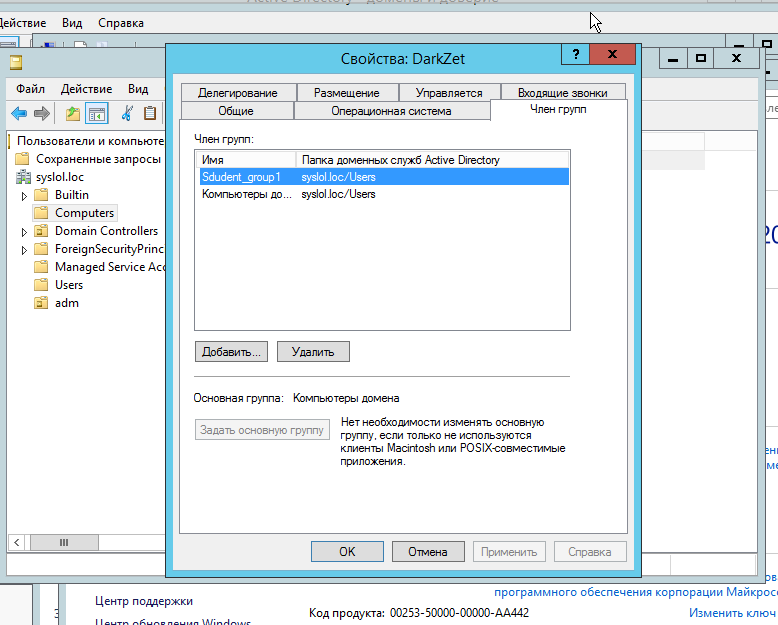 Active Directory - домены и доверие
Действие Вид Справка
Свойства: DarkZet
?
Файл Действие Вид
Делегирование Размещение Управляется Входящие звонки
Общие Операционная система Член групп
Пользователи и компьюте
Сохраненные запросы
syslol.loc
Builtin
Computers
Domain Controllers
ForeignSecurityPrinc
Managed Service Acc
Users
adm
Член групп:
Имя Папка доменных служб Active Directory
Sdudent_group1 syslol.loc/Users
Компьютеры до... syslol.loc/Users
Добавить... Удалить
Основная группа: Компьютеры домена
Задать основную группу
Нет необходимости изменять основную
группу, если только не используются
клиенты Macintosh или POSIX-совместимые
приложения.
OK Отмена Применить Справка
программного обеспечения корпорации Майкрос
Центр поддержки
Код продукта: 00253-50000-00000-AA442
Изменить ключ
Центр обновления Windows